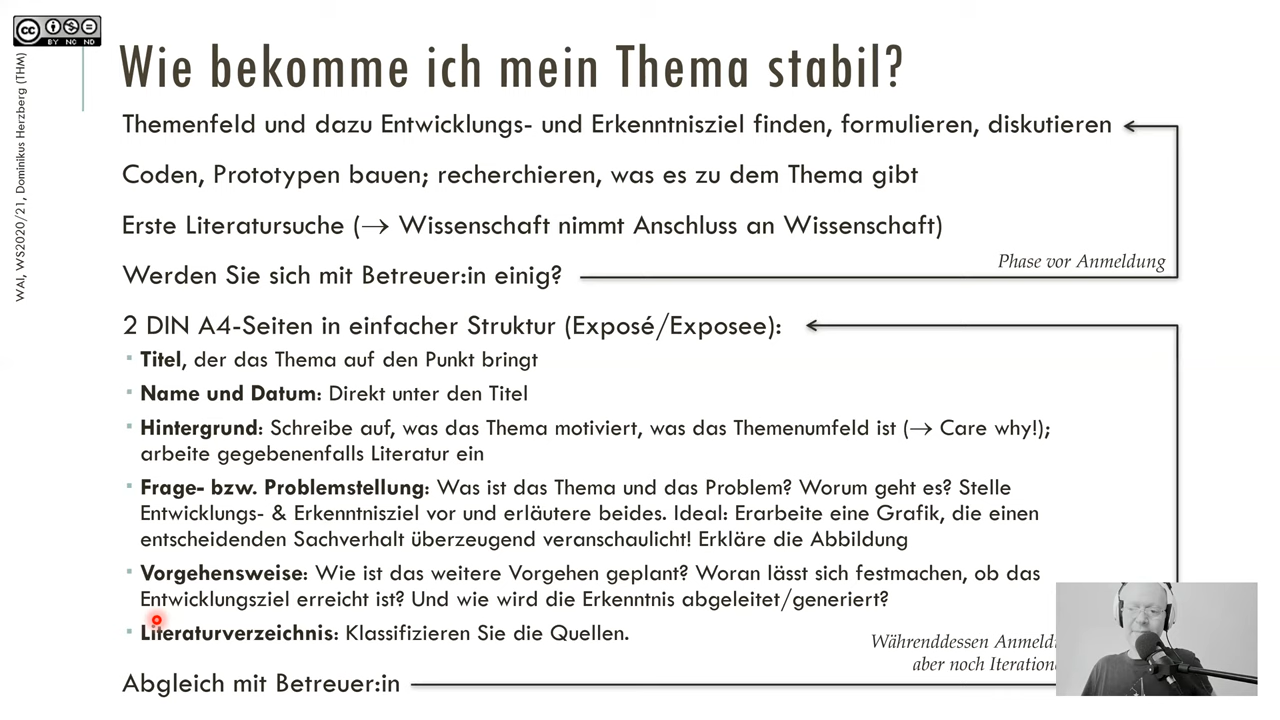 cc
BY NC ND
WAI, WS2020/21, Dominikus Herzberg (THM)
Wie bekomme ich mein Thema stabil?
Themenfeld und dazu Entwicklungs- und Erkenntnisziel finden, formulieren, diskutieren
Coden, Prototypen bauen; recherchieren, was es zu dem Thema gibt
Erste Literatursuche (→ Wissenschaft nimmt Anschluss an Wissenschaft)
Phase vor Anmeldung
Werden Sie sich mit Betreuer:in einig?
2 DIN A4-Seiten in einfacher Struktur (Exposé/Exposee):
▪ Titel, der das Thema auf den Punkt bringt
▪ Name und Datum: Direkt unter den Titel
▪ Hintergrund: Schreibe auf, was das Thema motiviert, was das Themenumfeld ist (→ Care why!);
arbeite gegebenenfalls Literatur ein
▪ Frage- bzw. Problemstellung: Was ist das Thema und das Problem? Worum geht es? Stelle
Entwicklungs- & Erkenntnisziel vor und erläutere beides. Ideal: Erarbeite eine Grafik, die einen
entscheidenden Sachverhalt überzeugend veranschaulicht! Erkläre die Abbildung
▪ Vorgehensweise: Wie ist das weitere Vorgehen geplant? Woran lässt sich festmachen, ob das
Entwicklungsziel erreicht ist? Und wie wird die Erkenntnis abgeleitet/generiert?
▪ Literaturverzeichnis: Klassifizieren Sie die Quellen.
Währenddessen
aber noch
Abgleich mit Betreuer:in